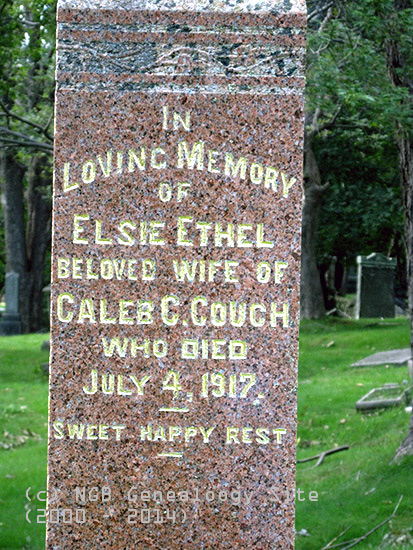 IN
LOVING MEMORY
OF
ELSIE ETHEL
BELOVED WIFE OF
CALEB C. COUCH
WHO DIED
JULY 4, 1917.
SWEET HAPPY REST
(c) NGB Genealoogy Site
(2000 - 2014)